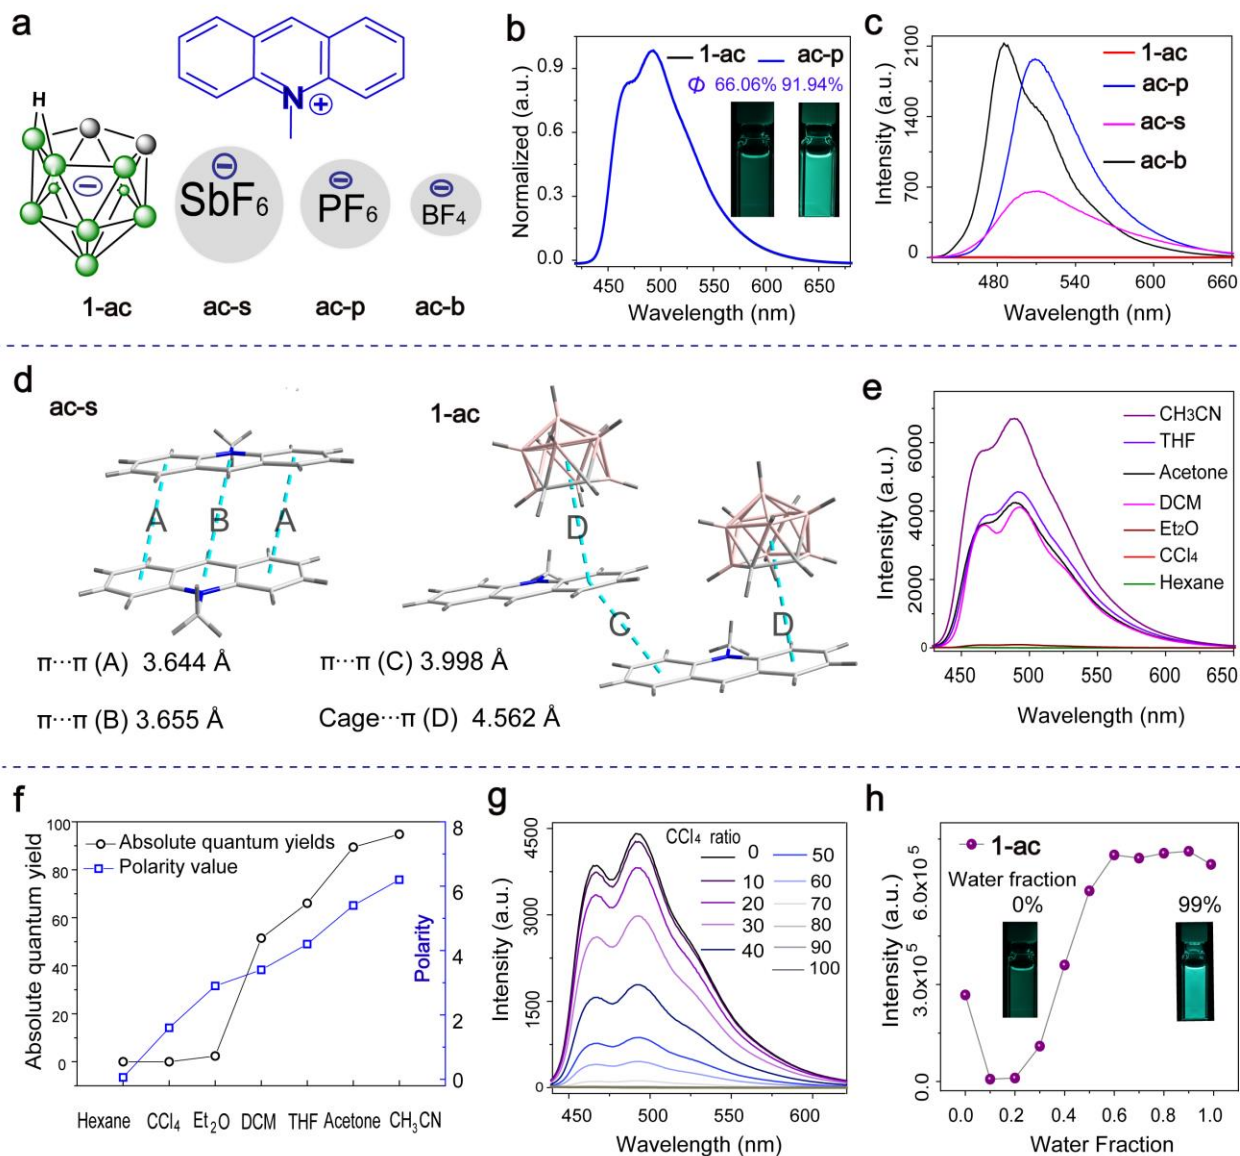 a
N
+
H
−
−
SbF6
−
PF6
−
BF4
1-ac
ac-s
ac-p
ac-b
b
1-ac
ac-p
Φ 66.06% 91.94%
Normalized (a.u.)
0.9
0.6
0.3
0.0
450 500 550 600 650
Wavelength (nm)
c
1-ac
ac-p
ac-s
ac-b
Intensity (a.u.)
2100
1400
700
0
480 540 600 660
Wavelength (nm)
d
ac-s
1-ac
A
B
A
D
C
D
π···π (A) 3.644 Å
π···π (B) 3.655 Å
π···π (C) 3.998 Å
Cage···π (D) 4.562 Å
e
CH3CN
THF
Acetone
DCM
Et2O
CCl4
Hexane
Intensity (a.u.)
6000
4000
2000
0
450 500 550 600 650
Wavelength (nm)
f
Absolute quantum yields
Polarity value
Absolute quantum yield
100
80
60
40
20
0
8
6
4
2
0
Polarity
Hexane CCl4 Et2O DCM THF Acetone CH3CN
g
CCl4 ratio
0
10
20
30
40
50
60
70
80
90
100
Intensity (a.u.)
4500
3000
1500
0
450 500 550 600
Wavelength (nm)
h
1-ac
Water fraction
0%
99%
Intensity (a.u.)
6.0x10^5
3.0x10^5
0.0
0.0 0.2 0.4 0.6 0.8 1.0
Water Fraction